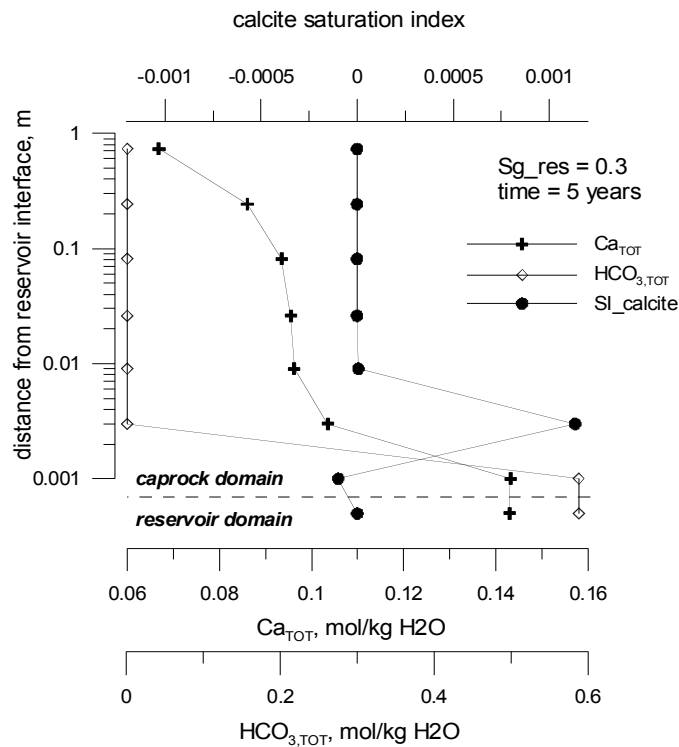 calcite saturation index
-0.001 -0.0005 0 0.0005 0.001
distance from reservoir interface, m
1
0.1
0.01
0.001
Sg_res = 0.3
time = 5 years
CaTOT
HCO3,TOT
SI_calcite
caprock domain
reservoir domain
0.06 0.08 0.1 0.12 0.14 0.16
CaTOT, mol/kg H2O
0 0.2 0.4 0.6
HCO3,TOT, mol/kg H2O